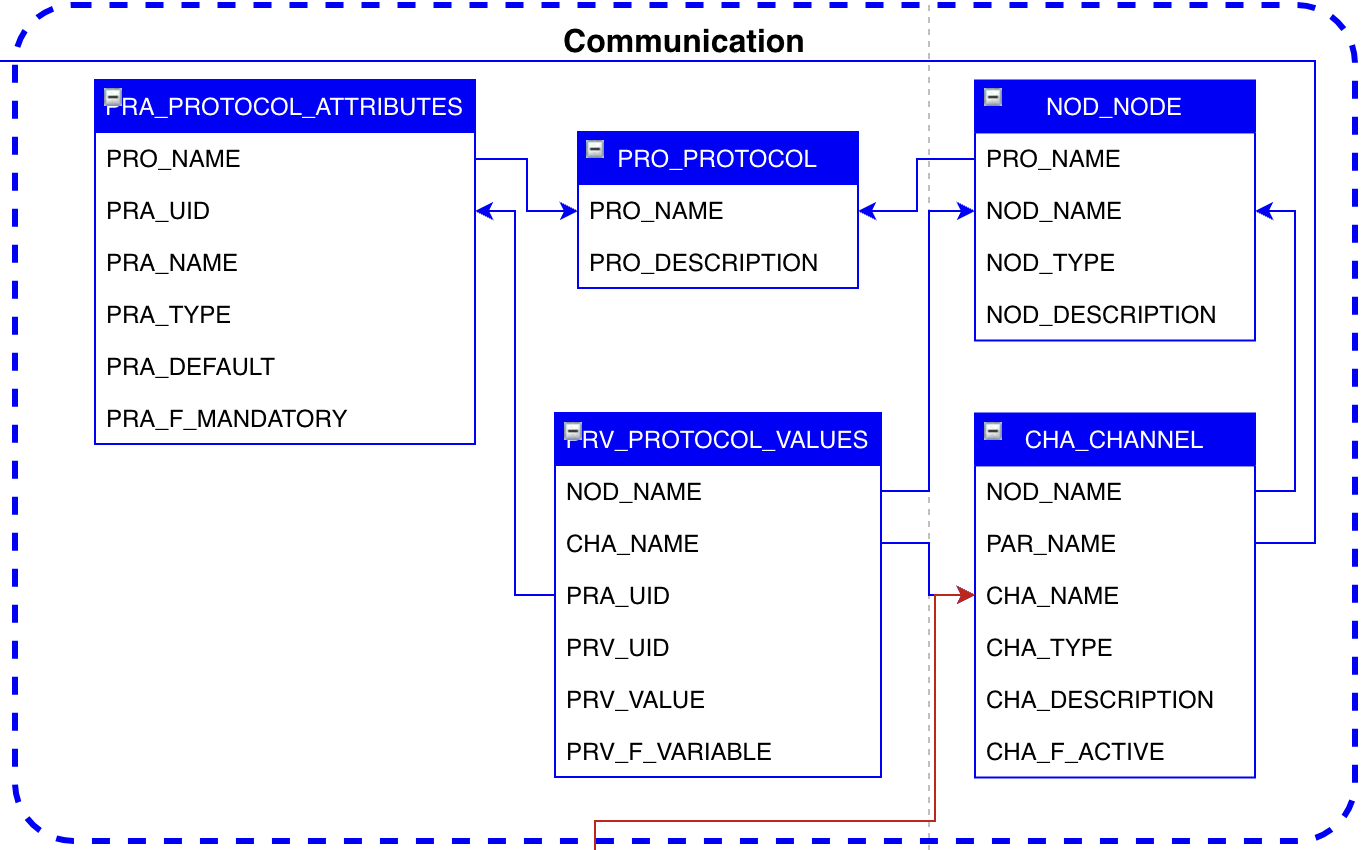 Communication
PRA_PROTOCOL_ATTRIBUTES
PRO_NAME
PRA_UID
PRA_NAME
PRA_TYPE
PRA_DEFAULT
PRA_F_MANDATORY
PRO_PROTOCOL
PRO_NAME
PRO_DESCRIPTION
NOD_NODE
PRO_NAME
NOD_NAME
NOD_TYPE
NOD_DESCRIPTION
PRV_PROTOCOL_VALUES
NOD_NAME
CHA_NAME
PRA_UID
PRV_UID
PRV_VALUE
PRV_F_VARIABLE
CHA_CHANNEL
NOD_NAME
PAR_NAME
CHA_NAME
CHA_TYPE
CHA_DESCRIPTION
CHA_F_ACTIVE